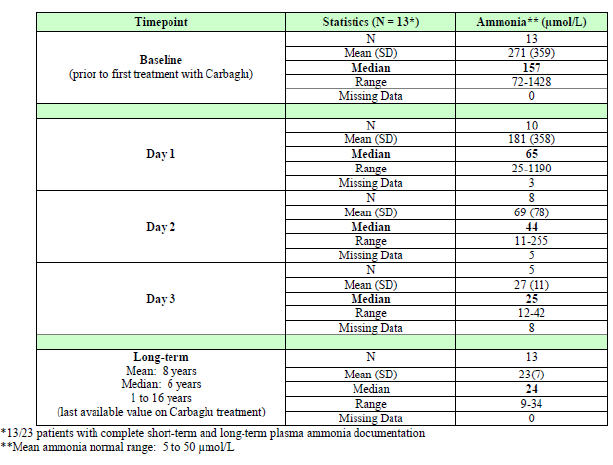 Timepoint Statistics (N = 13*) Ammonia** (µmol/L)
Baseline
(prior to first treatment with Carbaglu)
N 13
Mean (SD) 271 (359)
Median 157
Range 72-1428
Missing Data 0
Day 1
N 10
Mean (SD) 181 (358)
Median 65
Range 25-1190
Missing Data 3
Day 2
N 8
Mean (SD) 69 (78)
Median 44
Range 11-255
Missing Data 5
Day 3
N 5
Mean (SD) 27 (11)
Median 25
Range 12-42
Missing Data 8
Long-term
Mean: 8 years
Median: 6 years
1 to 16 years
(last available value on Carbaglu treatment)
N 13
Mean (SD) 23(7)
Median 24
Range 9-34
Missing Data 0
*13/23 patients with complete short-term and long-term plasma ammonia documentation
**Mean ammonia normal range: 5 to 50 µmol/L